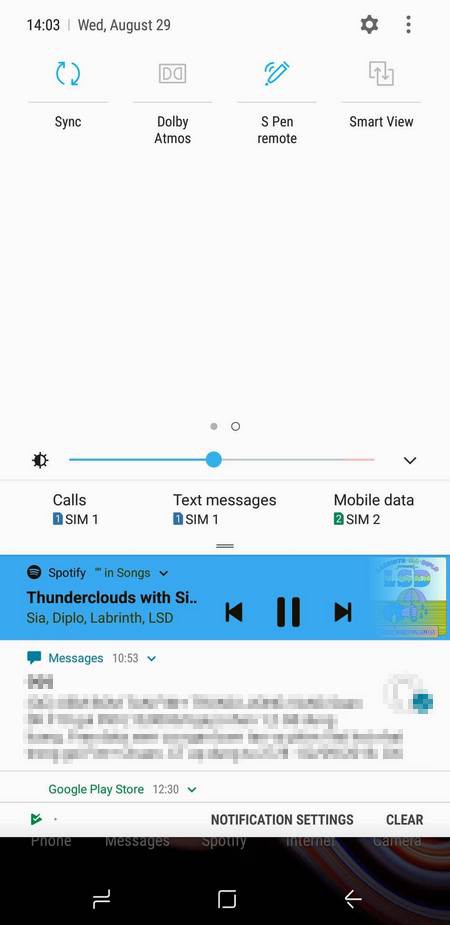 14:03 | Wed, August 29
Sync
Dolby
Atmos
S Pen
remote
Smart View
Calls
Text messages
Mobile data
1 SIM 1
1 SIM 1
2 SIM 2
Spotify "" in Songs
Thunderclouds with Si..
Sia, Diplo, Labrinth, LSD
LSD
Messages 10:53
Google Play Store 12:30
NOTIFICATION SETTINGS
CLEAR
Phone
Messages
Spotify
Internet
Camera